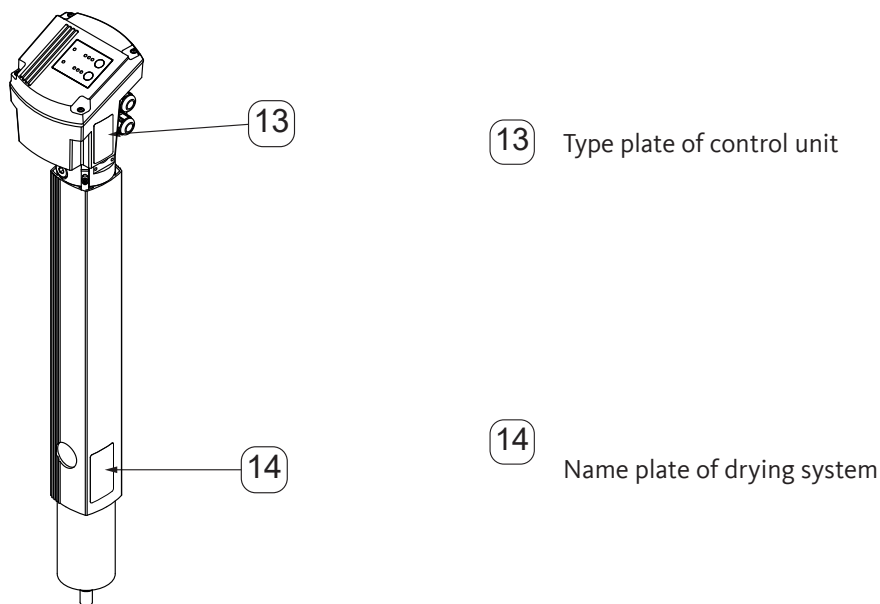 13
13 Type plate of control unit
14
14
Name plate of drying system